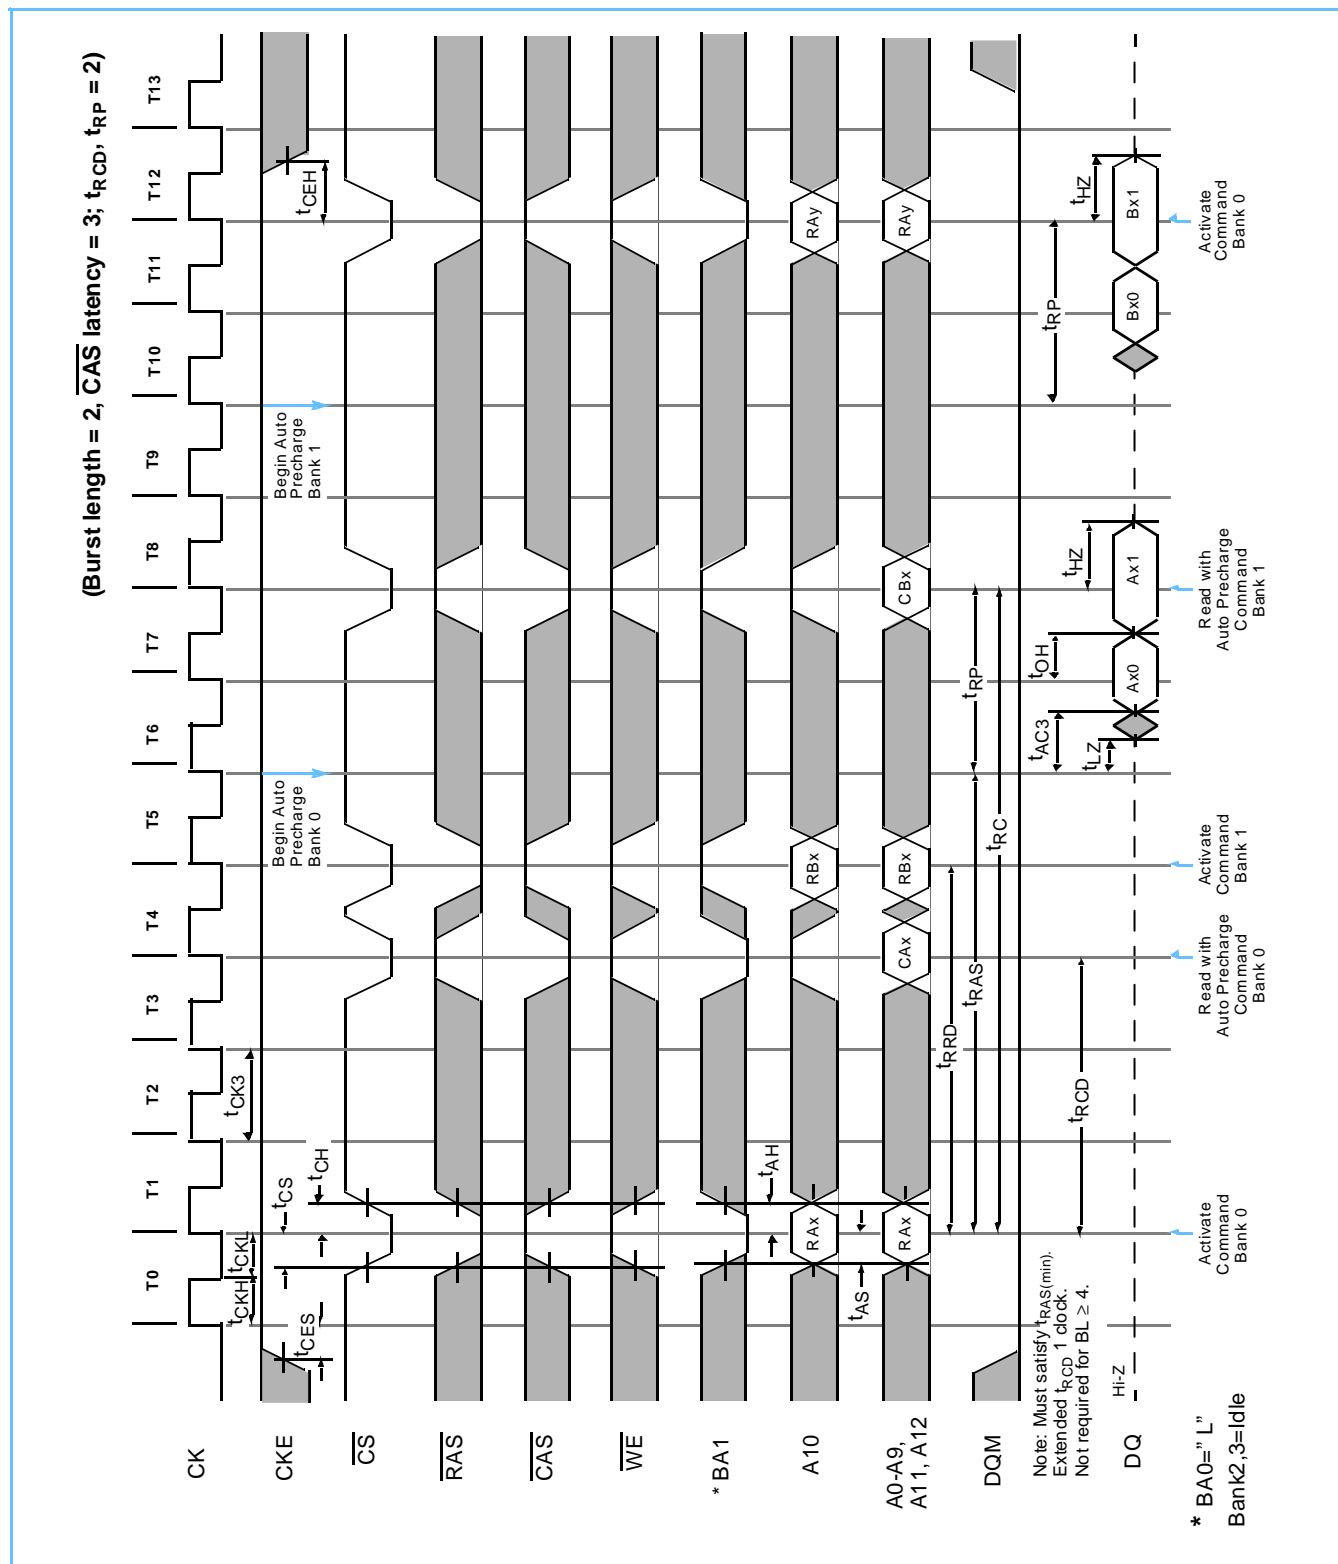 (Burst length = 2, CAS latency = 3; tRCD, tRP = 2)
T0 T1 T2 T3 T4 T5 T6 T7 T8 T9 T10 T11 T12 T13
CK
tCKH tCKL tCK3
CKE
tCES tCS tCH
Begin Auto
Precharge
Bank 0
Begin Auto
Precharge
Bank 1
tCEH
CS
RAS
CAS
WE
* BA1
tAH
A10
RAx RBx RAy
tAS
A0-A9,
A11, A12
RAx CAx RBx CBx RAy
tRRD
DQM
tRAS tRP
tRC
Note: Must satisfy tRAS(min).
Extended tRCD 1 clock.
Not required for BL ≥ 4.
tRCD
tAC3 tOH tRP
tLZ tHZ tHZ
DQ
Hi-Z
Ax0 Ax1 Bx0 Bx1
Activate
Command
Bank 0
Read with
Auto Precharge
Command
Bank 0
Activate
Command
Bank 1
Read with
Auto Precharge
Command
Bank 1
Activate
Command
Bank 0
* BA0=” L”
Bank2,3=Idle